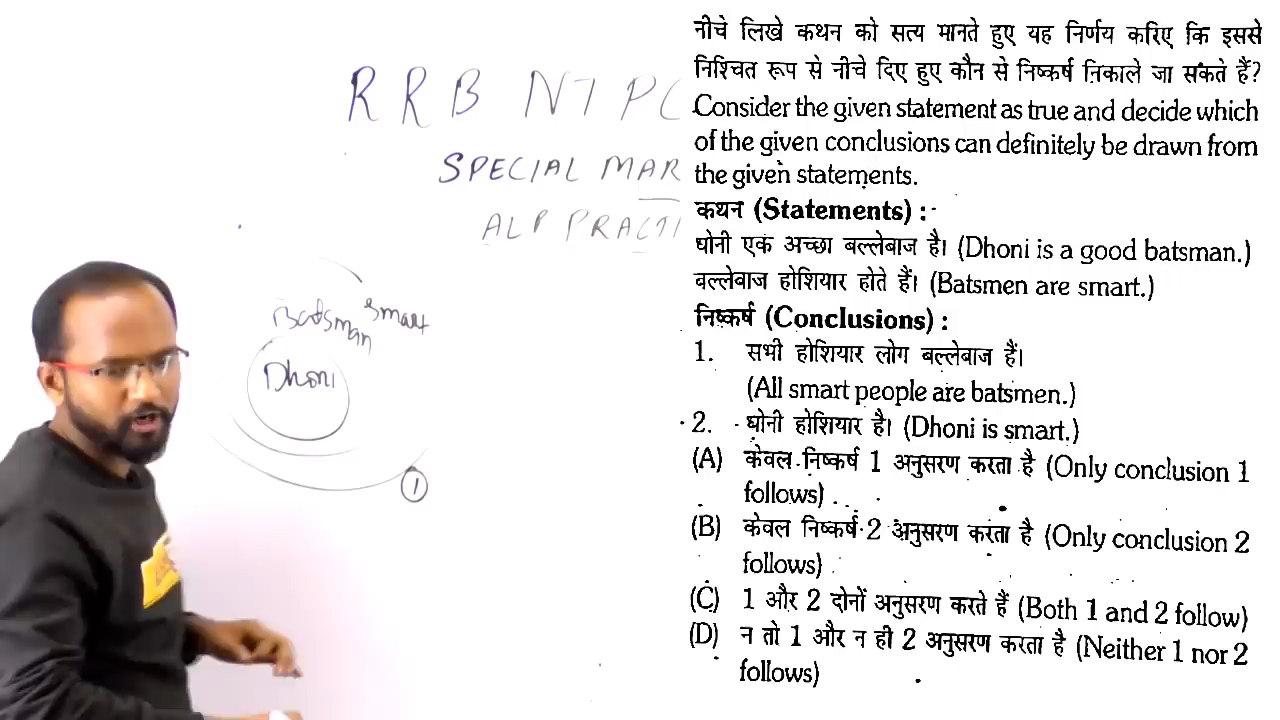 R R B NTPC
SPECIAL MAR
ALP PRACTI
Batsman smart
Dhoni
1
नीचे लिखे कथन को सत्य मानते हुए यह निर्णय करिए कि इससे
निश्चित रूप से नीचे दिए हुए कौन से निष्कर्ष निकाले जा सकते हैं?
Consider the given statement as true and decide which
of the given conclusions can definitely be drawn from
the given statements.
कथन (Statements) :-
धोनी एक अच्छा बल्लेबाज है। (Dhoni is a good batsman.)
बल्लेबाज होशियार होते हैं। (Batsmen are smart.)
निष्कर्ष (Conclusions) :
1. सभी होशियार लोग बल्लेबाज हैं।
(All smart people are batsmen.)
2. धोनी होशियार है। (Dhoni is smart.)
(A) केवल निष्कर्ष 1 अनुसरण करता है (Only conclusion 1
follows)
(B) केवल निष्कर्ष 2 अनुसरण करता है (Only conclusion 2
follows)
(C) 1 और 2 दोनों अनुसरण करते हैं (Both 1 and 2 follow)
(D) न तो 1 और न ही 2 अनुसरण करता है (Neither 1 nor 2
follows)